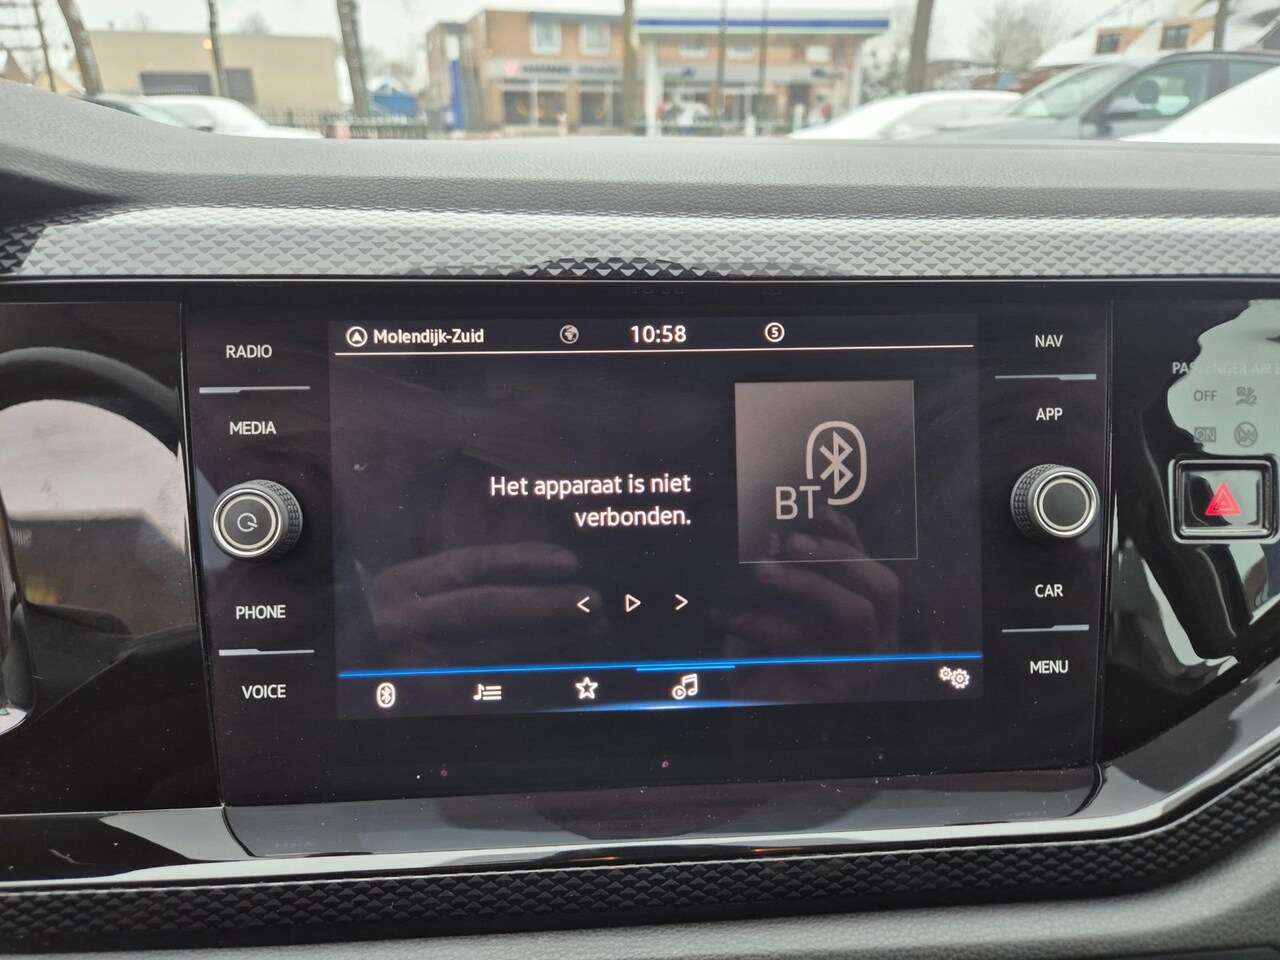 Molendijk-Zuid 10:58 5
RADIO
MEDIA
PHONE
VOICE
Het apparaat is niet
verbonden.
BT
NAV
APP
CAR
MENU
OFF
ON